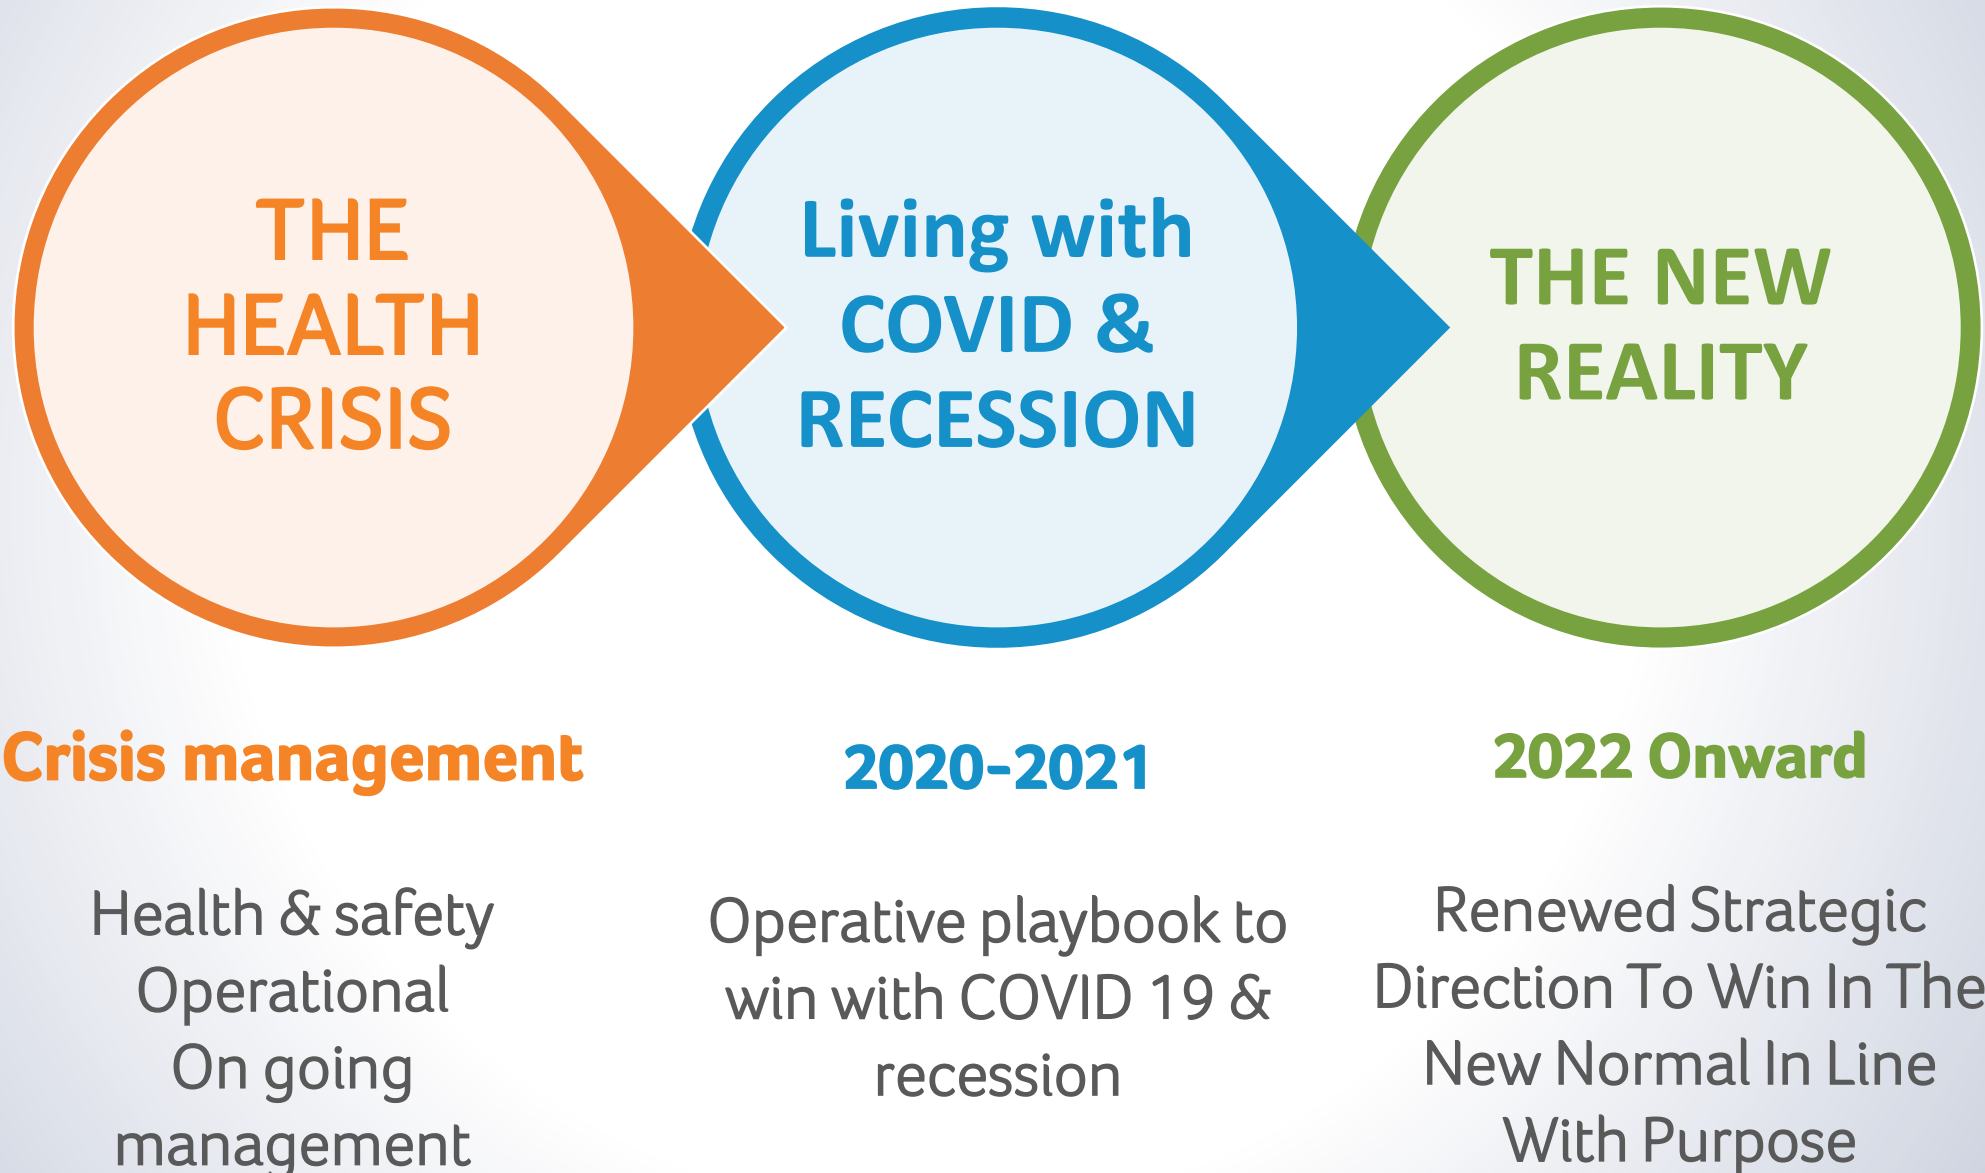 THE
HEALTH
CRISIS
Living with
COVID &
RECESSION
THE NEW
REALITY
Crisis management
Health & safety
Operational
On going
management
2020-2021
Operative playbook to
win with COVID 19 &
recession
2022 Onward
Renewed Strategic
Direction To Win In The
New Normal In Line
With Purpose